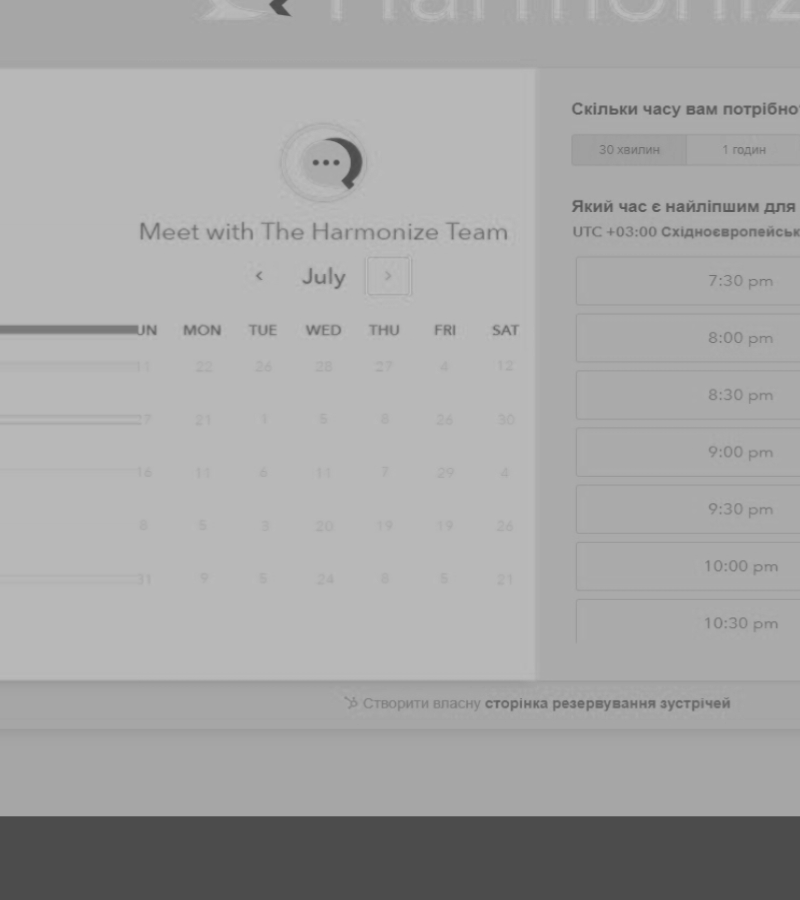 Harmoniz
Meet with The Harmonize Team
July
UN MON TUE WED THU FRI SAT
11 22 26 28 27 4 12
7 21 1 5 8 26 30
16 11 6 11 7 29 4
8 5 3 20 19 19 26
31 9 5 24 8 5 21
Скільки часу вам потрібно
30 хвилин 1 годин
Який час є найліпшим для
UTC +03:00 Східноєвропейськ
7:30 pm
8:00 pm
8:30 pm
9:00 pm
9:30 pm
10:00 pm
10:30 pm
Створити власну сторінка резервування зустрічей